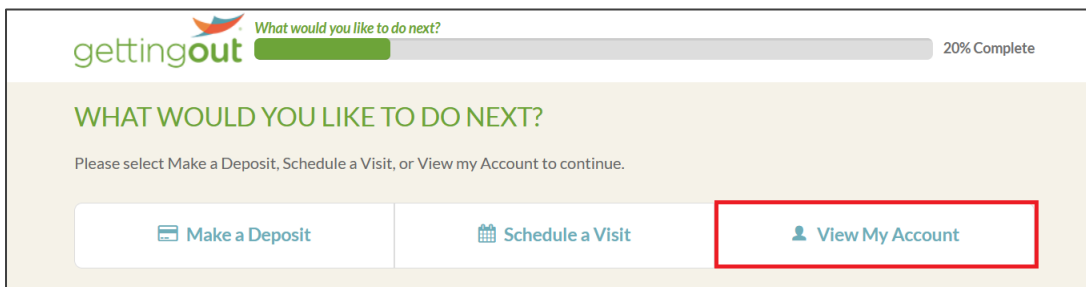 What would you like to do next?
gettingout
20% Complete
WHAT WOULD YOU LIKE TO DO NEXT?
Please select Make a Deposit, Schedule a Visit, or View my Account to continue.
Make a Deposit
Schedule a Visit
View My Account